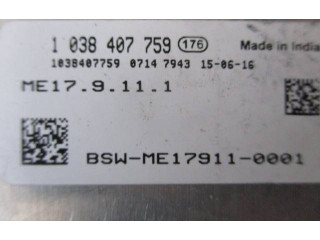 1 038 407 759 (176) Made in India
1038407759 0714 7943 15-06-16
ME17.9.11.1
BSW-ME17911-0001